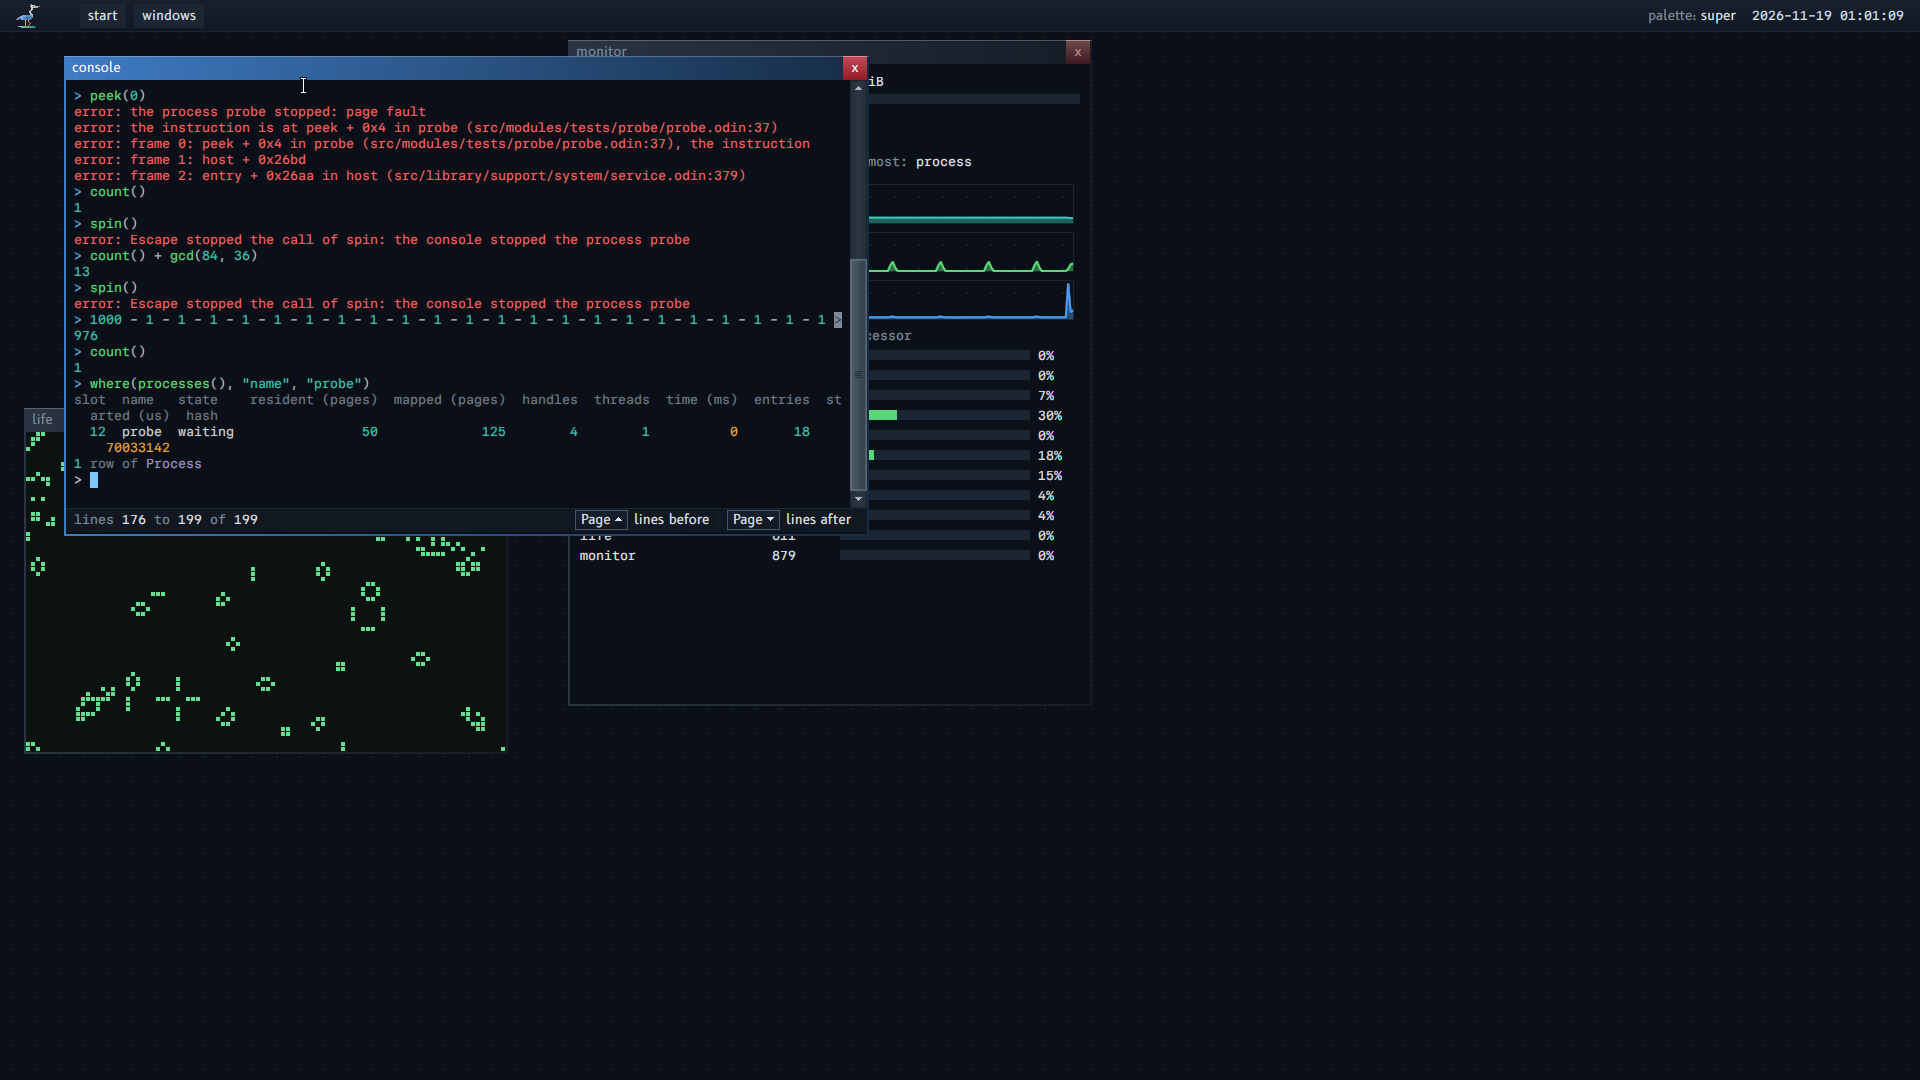 start windows palette: super 2026-11-19 01:01:09
monitor x
console x
iB
> peek(0)
error: the process probe stopped: page fault
error: the instruction is at peek + 0x4 in probe (src/modules/tests/probe/probe.odin:37)
error: frame 0: peek + 0x4 in probe (src/modules/tests/probe/probe.odin:37), the instruction
error: frame 1: host + 0x26bd
error: frame 2: entry + 0x26aa in host (src/library/support/system/service.odin:379)
> count()
1
> spin()
error: Escape stopped the call of spin: the console stopped the process probe
> count() + gcd(84, 36)
13
> spin()
error: Escape stopped the call of spin: the console stopped the process probe
> 1000 - 1 - 1 - 1 - 1 - 1 - 1 - 1 - 1 - 1 - 1 - 1 - 1 - 1 - 1 - 1 - 1 - 1 - 1 - 1 - 1 - 1 - 1 >
976
> count()
1
> where(processes(), "name", "probe")
slot name state resident (pages) mapped (pages) handles threads time (ms) entries st
arted (us) hash
12 probe waiting 50 125 4 1 0 18
70033142
1 row of Process
>
lines 176 to 199 of 199 Page lines before Page lines after
most: process
cessor
0%
0%
7%
30%
0%
18%
15%
4%
4%
0%
monitor 879 0%
life